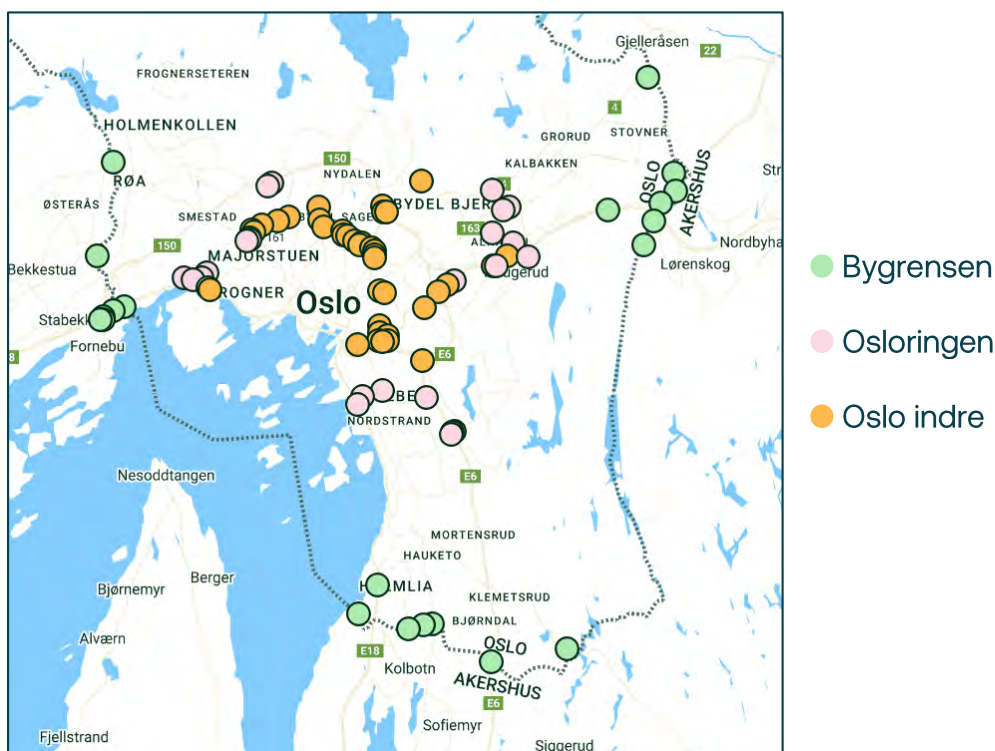 Gjelleråsen
22
FROGNERSETEREN
4
HOLMENKOLLEN
STOVNER
GRORUD
150
KALBAKKEN
NYDALEN
Str
RØA
OSLO
AKERSHUS
ØSTERÅS
BYDEL BJER
SMESTAD
SAGE
163
161
150
MAJORSTUEN
Nordbyha
Bekkestua
Lørenskog
ROGNER
Oslo
Stabekk
Fornebu
E6
8
NORDSTRAND
Nesoddtangen
E6
MORTENSRUD
HAUKETO
Berger
Bjørnemyr
KLEMETSRUD
BJØRNDAL
Alværn
OSLO
E18
Kolbotn
AKERSHUS
E6
Sofiemyr
Fjellstrand
Siggerud
Bygrensen
Osloringen
Oslo indre